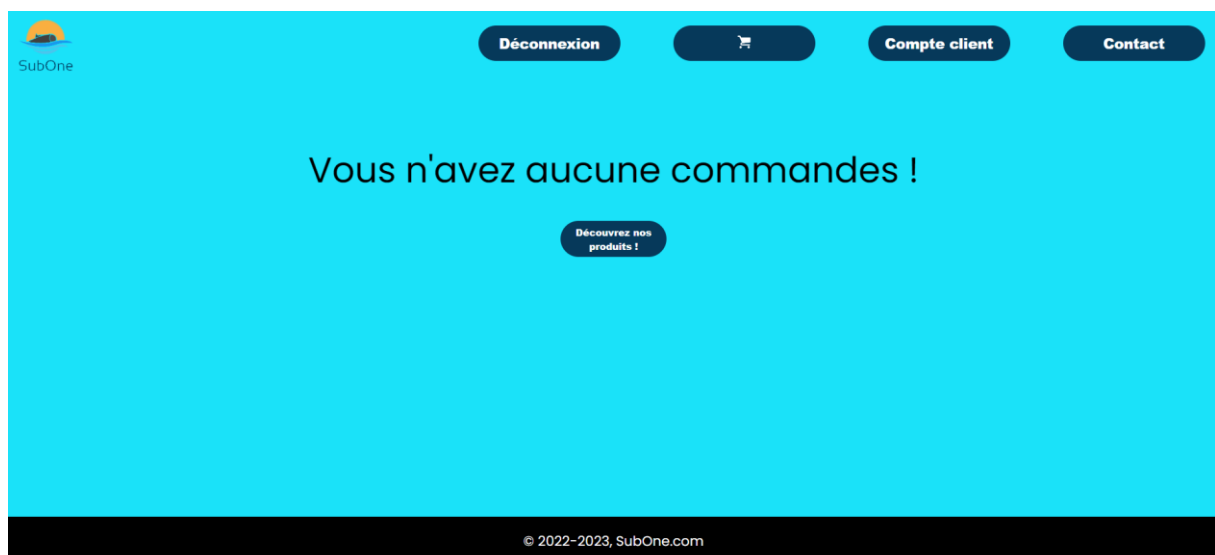 SubOne
Déconnexion
Compte client
Contact
Vous n'avez aucune commandes !
Découvrez nos
produits !
© 2022-2023, SubOne.com